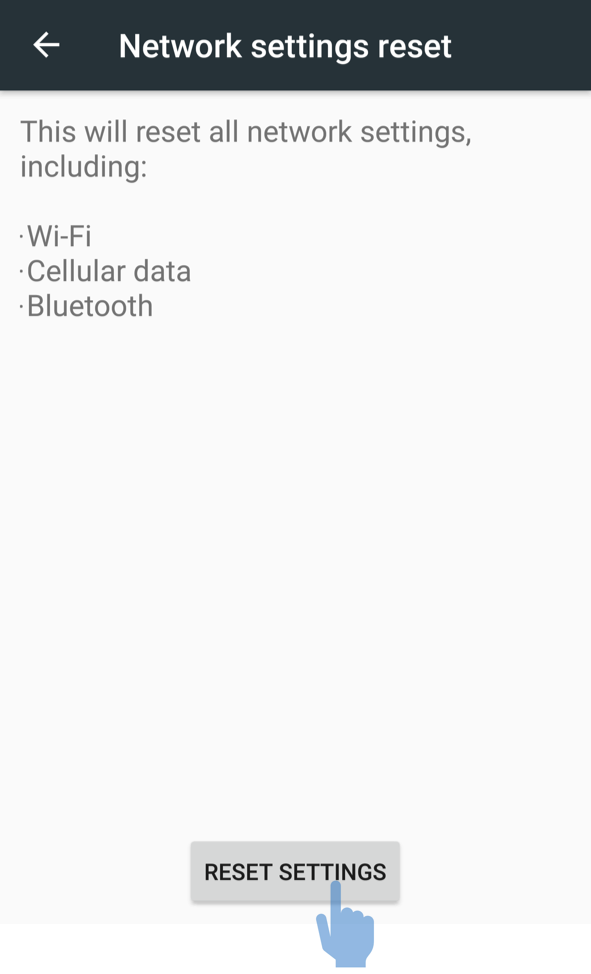 Network settings reset
This will reset all network settings,
including:
·Wi-Fi
·Cellular data
·Bluetooth
RESET SETTINGS